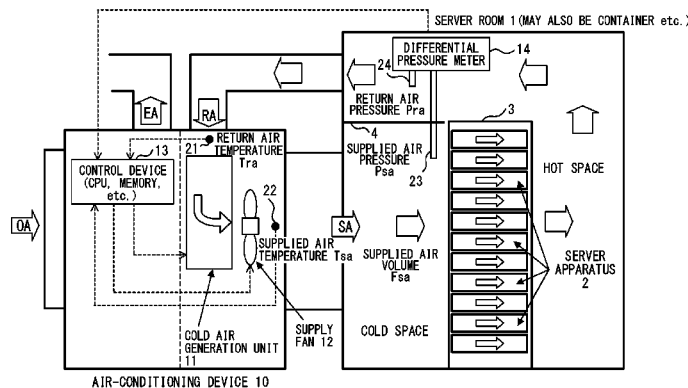 SERVER ROOM 1(MAY ALSO BE CONTAINER etc.)
DIFFERENTIAL
PRESSURE METER
14
24
EA
RA
RETURN AIR
PRESSURE Pra
3
13
21
RETURN AIR
TEMPERATURE
Tra
4
SUPPLIED AIR
PRESSURE
Psa
23
CONTROL DEVICE
(CPU, MEMORY,
etc.)
22
HOT SPACE
OA
SA
SUPPLIED AIR
TEMPERATURE Tsa
SUPPLIED AIR
VOLUME
Fsa
SERVER
APPARATUS
2
COLD AIR
GENERATION UNIT
11
SUPPLY
FAN 12
COLD SPACE
AIR-CONDITIONING DEVICE 10